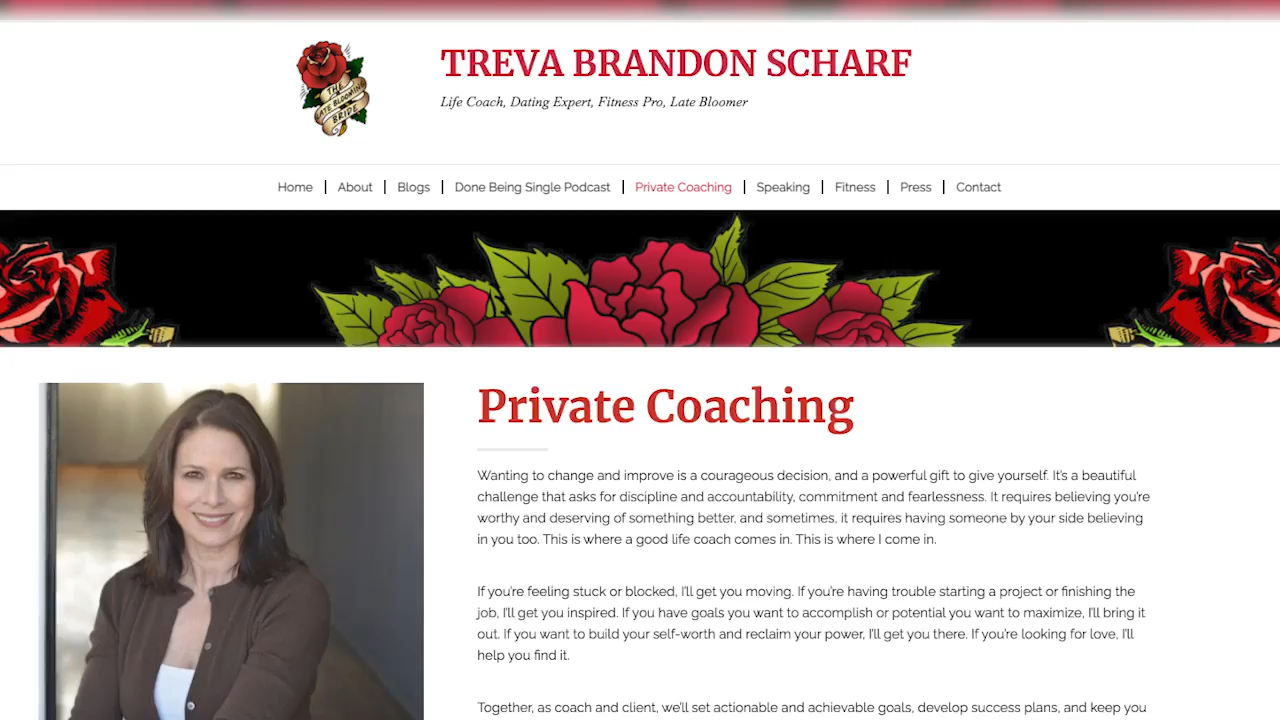 TREVA BRANDON SCHARF
Life Coach, Dating Expert, Fitness Pro, Late Bloomer
THE
LATE BLOOMING
BRIDE
Home | About | Blogs | Done Being Single Podcast | Private Coaching | Speaking | Fitness | Press | Contact
Private Coaching
Wanting to change and improve is a courageous decision, and a powerful gift to give yourself. It's a beautiful
challenge that asks for discipline and accountability, commitment and fearlessness. It requires believing you're
worthy and deserving of something better, and sometimes, it requires having someone by your side believing
in you too. This is where a good life coach comes in. This is where I come in.
If you're feeling stuck or blocked, I'll get you moving. If you're having trouble starting a project or finishing the
job, I'll get you inspired. If you have goals you want to accomplish or potential you want to maximize, I'll bring it
out. If you want to build your self-worth and reclaim your power, I'll get you there. If you're looking for love, I'll
help you find it.
Together, as coach and client, we'll set actionable and achievable goals, develop success plans, and keep you